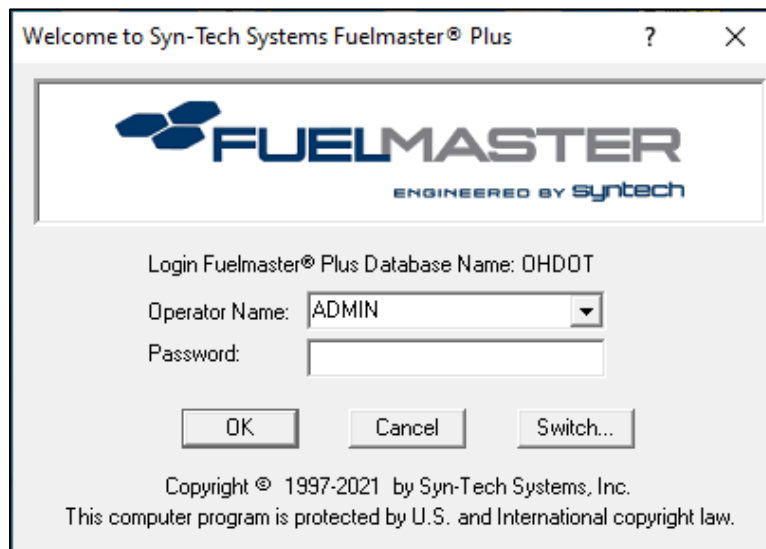 Welcome to Syn-Tech Systems Fuelmaster® Plus ?
FUELMASTER
ENGINEERED BY syntech
Login Fuelmaster® Plus Database Name: OHDOT
Operator Name: ADMIN
Password:
OK Cancel Switch...
Copyright © 1997-2021 by Syn-Tech Systems, Inc.
This computer program is protected by U.S. and International copyright law.